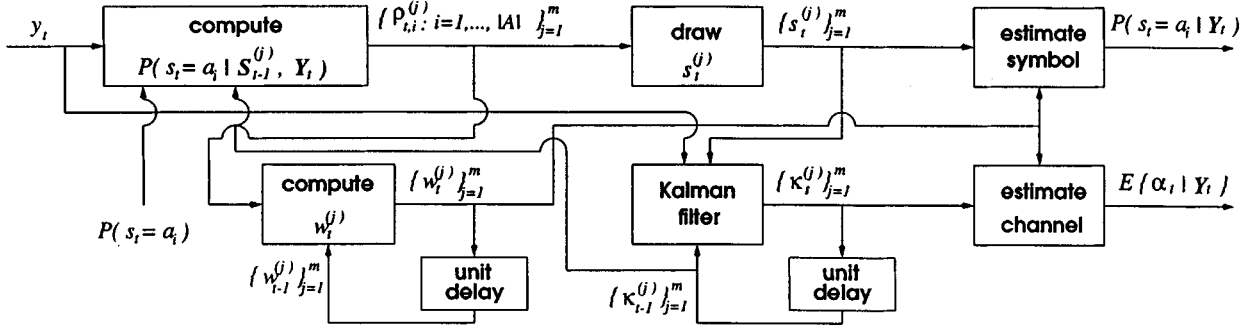 y_t
compute
P( s_t = a_i | S_{t-1}^{(j)}, Y_t )
{ ρ_{t,i}^{(j)} : i=1,..., |A| }_{j=1}^m
draw
s_t^{(j)}
{ s_t^{(j)} }_{j=1}^m
estimate
symbol
P( s_t = a_i | Y_t )
P( s_t = a_i )
compute
w_t^{(j)}
{ w_t^{(j)} }_{j=1}^m
Kalman
filter
{ κ_t^{(j)} }_{j=1}^m
estimate
channel
E{ α_t | Y_t }
{ w_{t-1}^{(j)} }_{j=1}^m
unit
delay
{ κ_{t-1}^{(j)} }_{j=1}^m
unit
delay